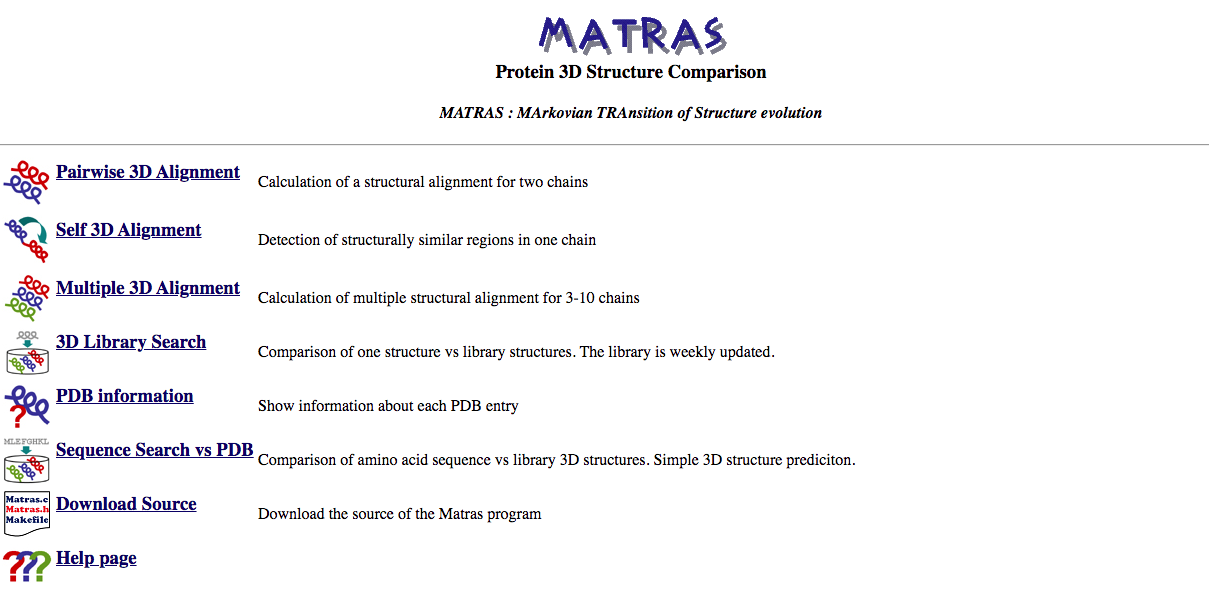 MATRAS
Protein 3D Structure Comparison
MATRAS : MArkovian TRAnsition of Structure evolution
Pairwise 3D Alignment
Calculation of a structural alignment for two chains
Self 3D Alignment
Detection of structurally similar regions in one chain
Multiple 3D Alignment
Calculation of multiple structural alignment for 3-10 chains
3D Library Search
Comparison of one structure vs library structures. The library is weekly updated.
PDB information
Show information about each PDB entry
?
MLEFGHKL
Sequence Search vs PDB
Comparison of amino acid sequence vs library 3D structures. Simple 3D structure prediciton.
Matras.c
Matras.h
Makefile
Download Source
Download the source of the Matras program
???
Help page